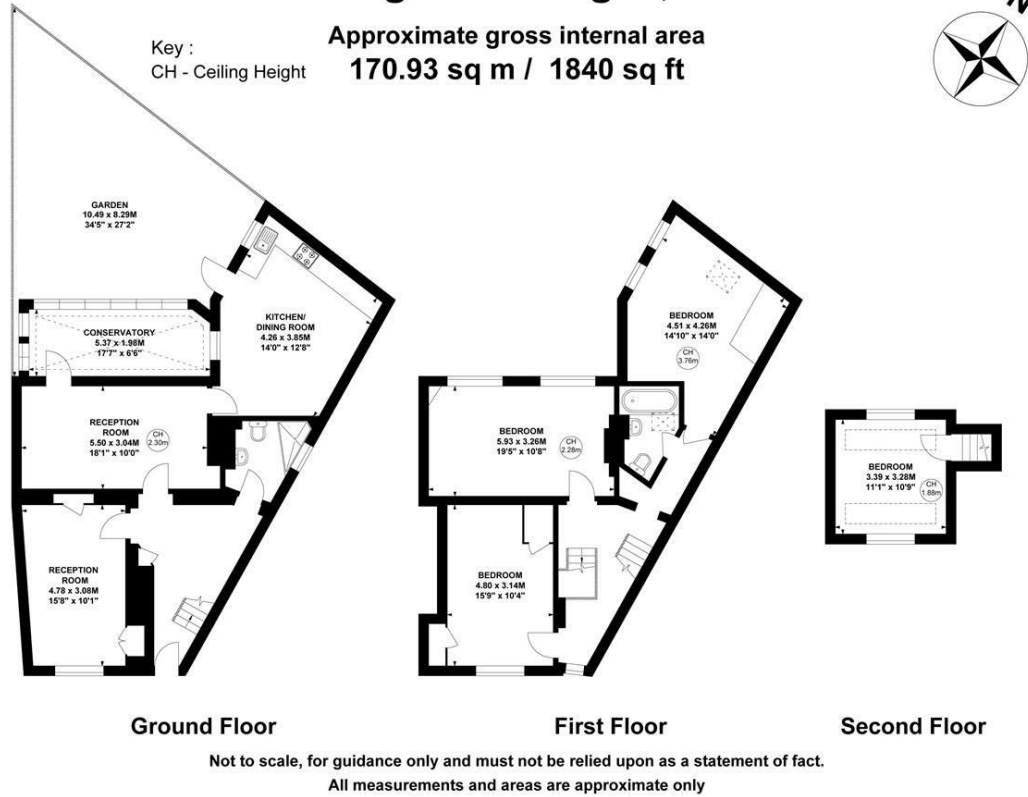 Key :
CH - Ceiling Height
Approximate gross internal area
170.93 sq m / 1840 sq ft
N
GARDEN
10.49 x 8.29M
34'5" x 27'2"
CONSERVATORY
5.37 x 1.98M
17'7" x 6'6"
KITCHEN/
DINING ROOM
4.26 x 3.85M
14'0" x 12'8"
RECEPTION
ROOM
5.50 x 3.04M
18'1" x 10'0"
CH
2.30m
RECEPTION
ROOM
4.78 x 3.08M
15'8" x 10'1"
BEDROOM
4.51 x 4.26M
14'10" x 14'0"
CH
3.76m
BEDROOM
5.93 x 3.26M
19'5" x 10'8"
CH
2.28m
BEDROOM
4.80 x 3.14M
15'9" x 10'4"
BEDROOM
3.39 x 3.28M
11'1" x 10'9"
CH
1.88m
Ground Floor
First Floor
Second Floor
Not to scale, for guidance only and must not be relied upon as a statement of fact.
All measurements and areas are approximate only